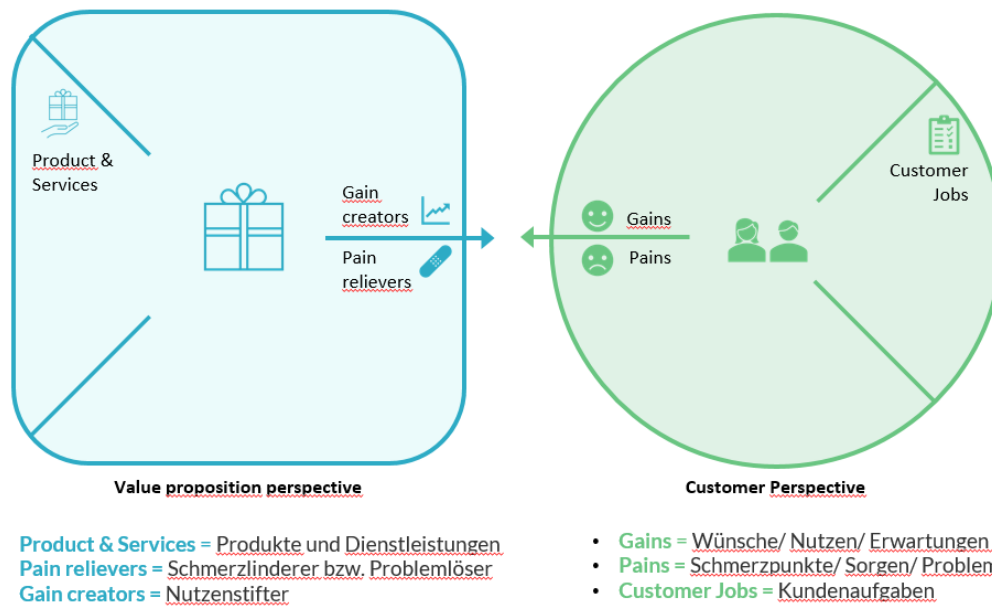 Product &
Services
Gain
creators
Pain
relievers
Gains
Pains
Customer
Jobs
Value proposition perspective
Customer Perspective
Product & Services = Produkte und Dienstleistungen
Pain relievers = Schmerzlinderer bzw. Problemlöser
Gain creators = Nutzenstifter
• Gains = Wünsche/ Nutzen/ Erwartungen
• Pains = Schmerzpunkte/ Sorgen/ Problem
• Customer Jobs = Kundenaufgaben